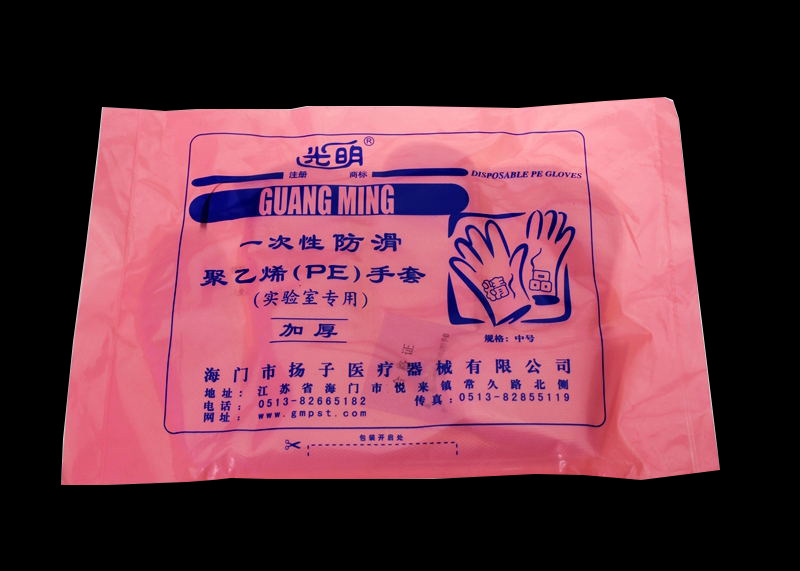 光明®
注册 商标
DISPOSABLE PE GLOVES
GUANG MING
一次性防滑
聚乙烯(PE)手套
(实验室专用)
加厚
规格：中号
海门市扬子医疗器械有限公司
地址：江苏省海门市悦来镇常久路北侧
电话：0513-82665182 传真：0513-82855119
网址：www.gmpst.com
包装开启处